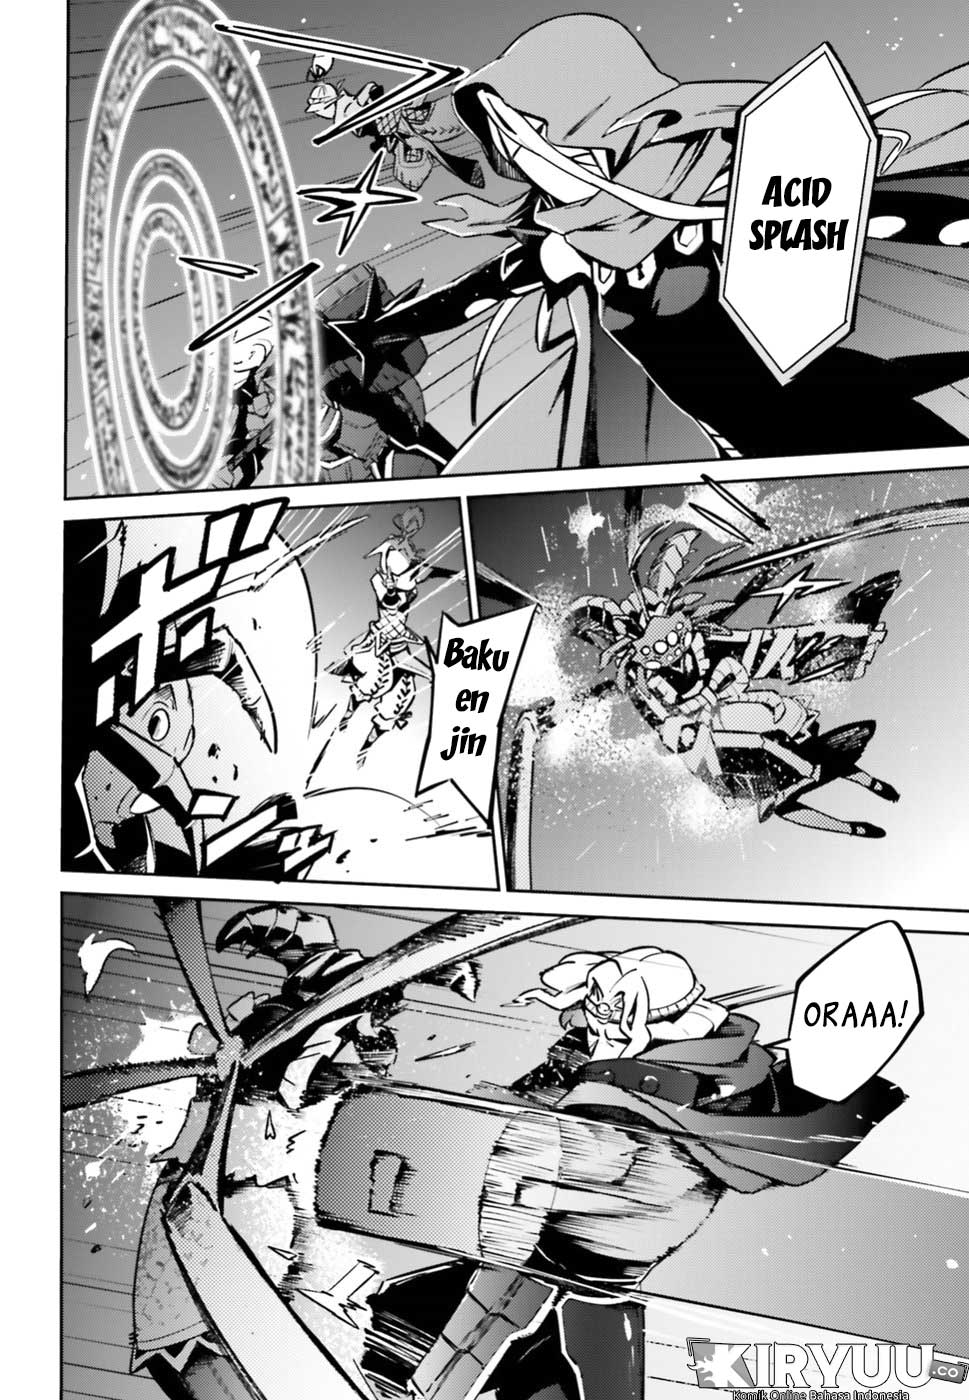 ACID
SPLASH
Baku
en
jin
ORAAA!
KIRYUU.co
Komik Online Bahasa Indonesia